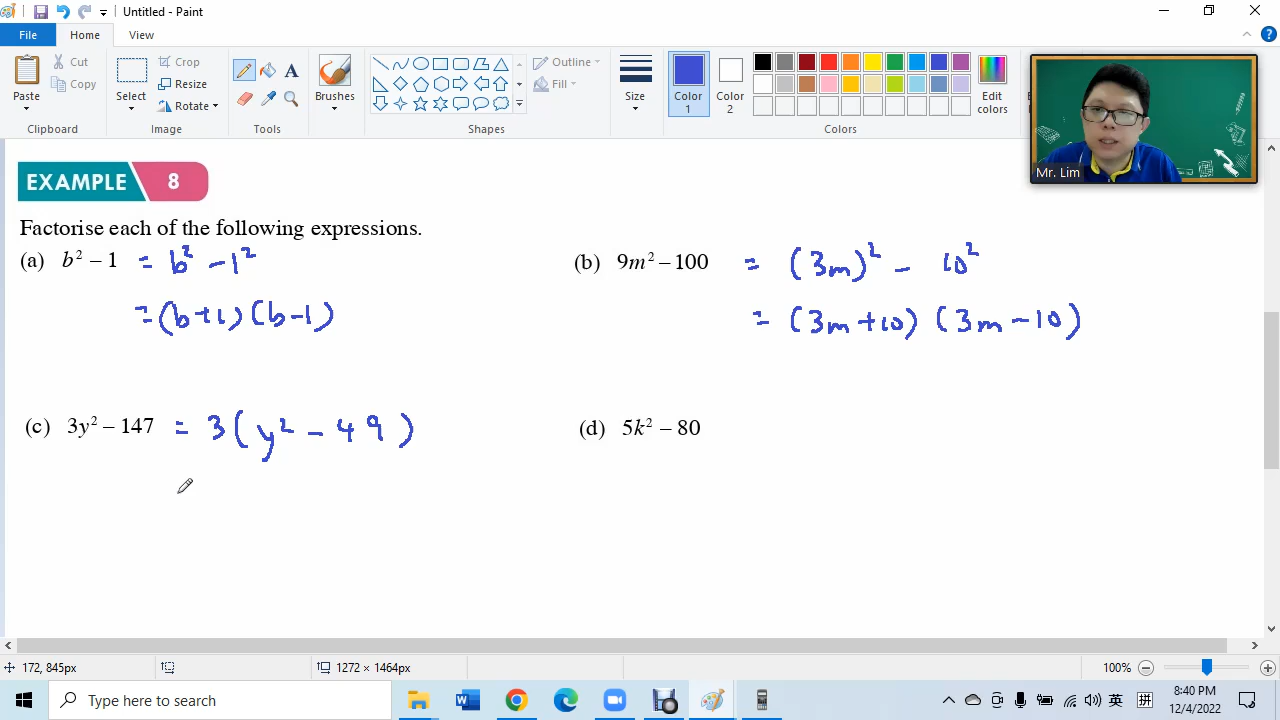 Untitled - Paint
File Home View
Paste
Cut
Copy
Clipboard
Select
Crop
Resize
Rotate
Image
Tools
Brushes
Shapes
Outline
Fill
Size
Color 1
Color 2
Colors
Edit colors
Mr. Lim
EXAMPLE 8
Factorise each of the following expressions.
(a) b² – 1 = b² – 1²
= (b+1)(b-1)
(b) 9m² – 100 = (3m)² – 10²
= (3m+10)(3m-10)
(c) 3y² – 147 = 3(y² – 49)
(d) 5k² – 80
172, 845px
1272 × 1464px
100%
Type here to search
英
拼
8:40 PM
12/4/2022